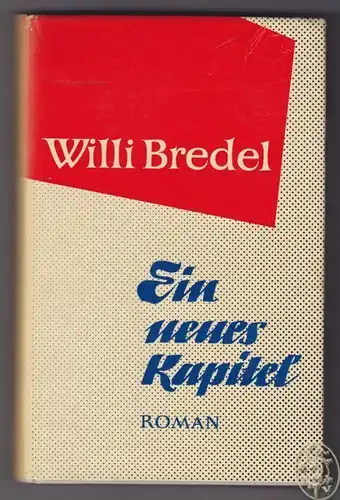 Willi Bredel
Ein
neues
Kapitel
ROMAN